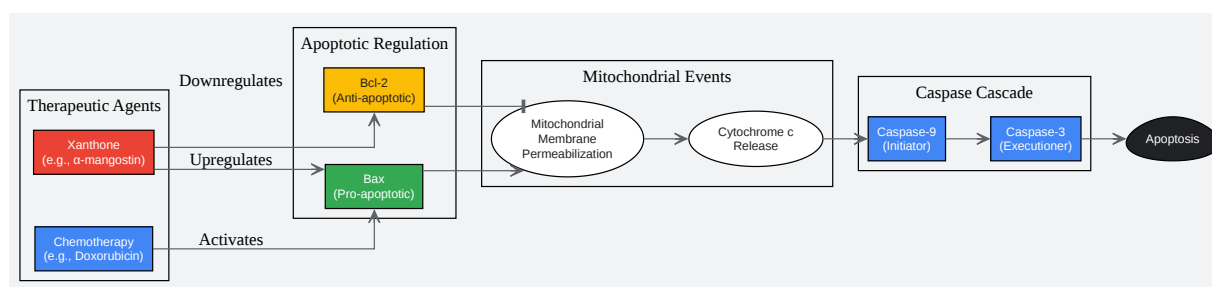 Therapeutic Agents
Xanthone
(e.g., α-mangostin)
Chemotherapy
(e.g., Doxorubicin)
Downregulates
Upregulates
Activates
Apoptotic Regulation
Bcl-2
(Anti-apoptotic)
Bax
(Pro-apoptotic)
Mitochondrial Events
Mitochondrial
Membrane
Permeabilization
Cytochrome c
Release
Caspase Cascade
Caspase-9
(Initiator)
Caspase-3
(Executioner)
Apoptosis